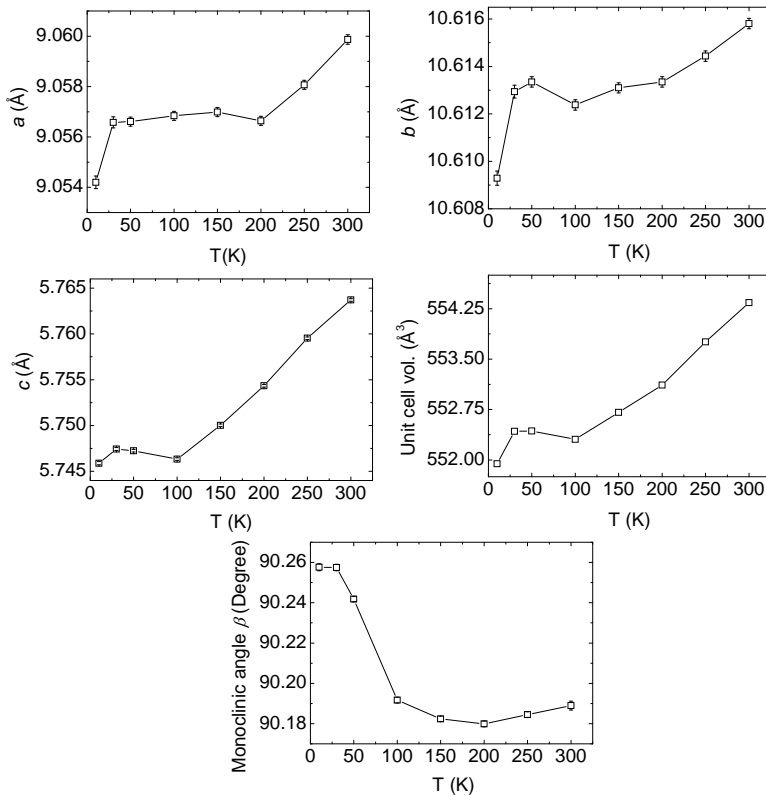 a (Å)
9.060
9.058
9.056
9.054
0 50 100 150 200 250 300
T(K)
b (Å)
10.616
10.614
10.612
10.610
10.608
0 50 100 150 200 250 300
T (K)
c (Å)
5.765
5.760
5.755
5.750
5.745
0 50 100 150 200 250 300
T (K)
Unit cell vol. (Å³)
554.25
553.50
552.75
552.00
0 50 100 150 200 250 300
T (K)
Monoclinic angle β (Degree)
90.26
90.24
90.22
90.20
90.18
0 50 100 150 200 250 300
T (K)